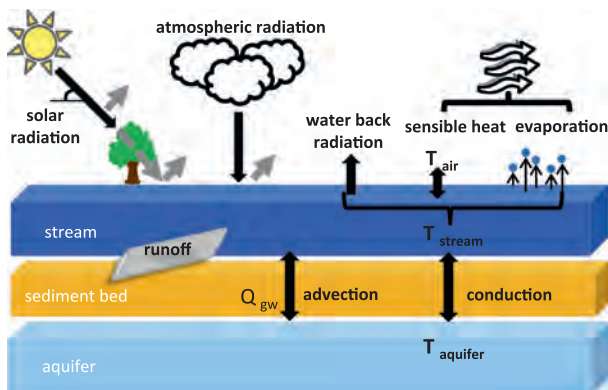 atmospheric radiation
solar
radiation
water back
radiation
sensible heat
evaporation
T air
stream
T stream
runoff
sediment bed
Q gw
advection
conduction
aquifer
T aquifer